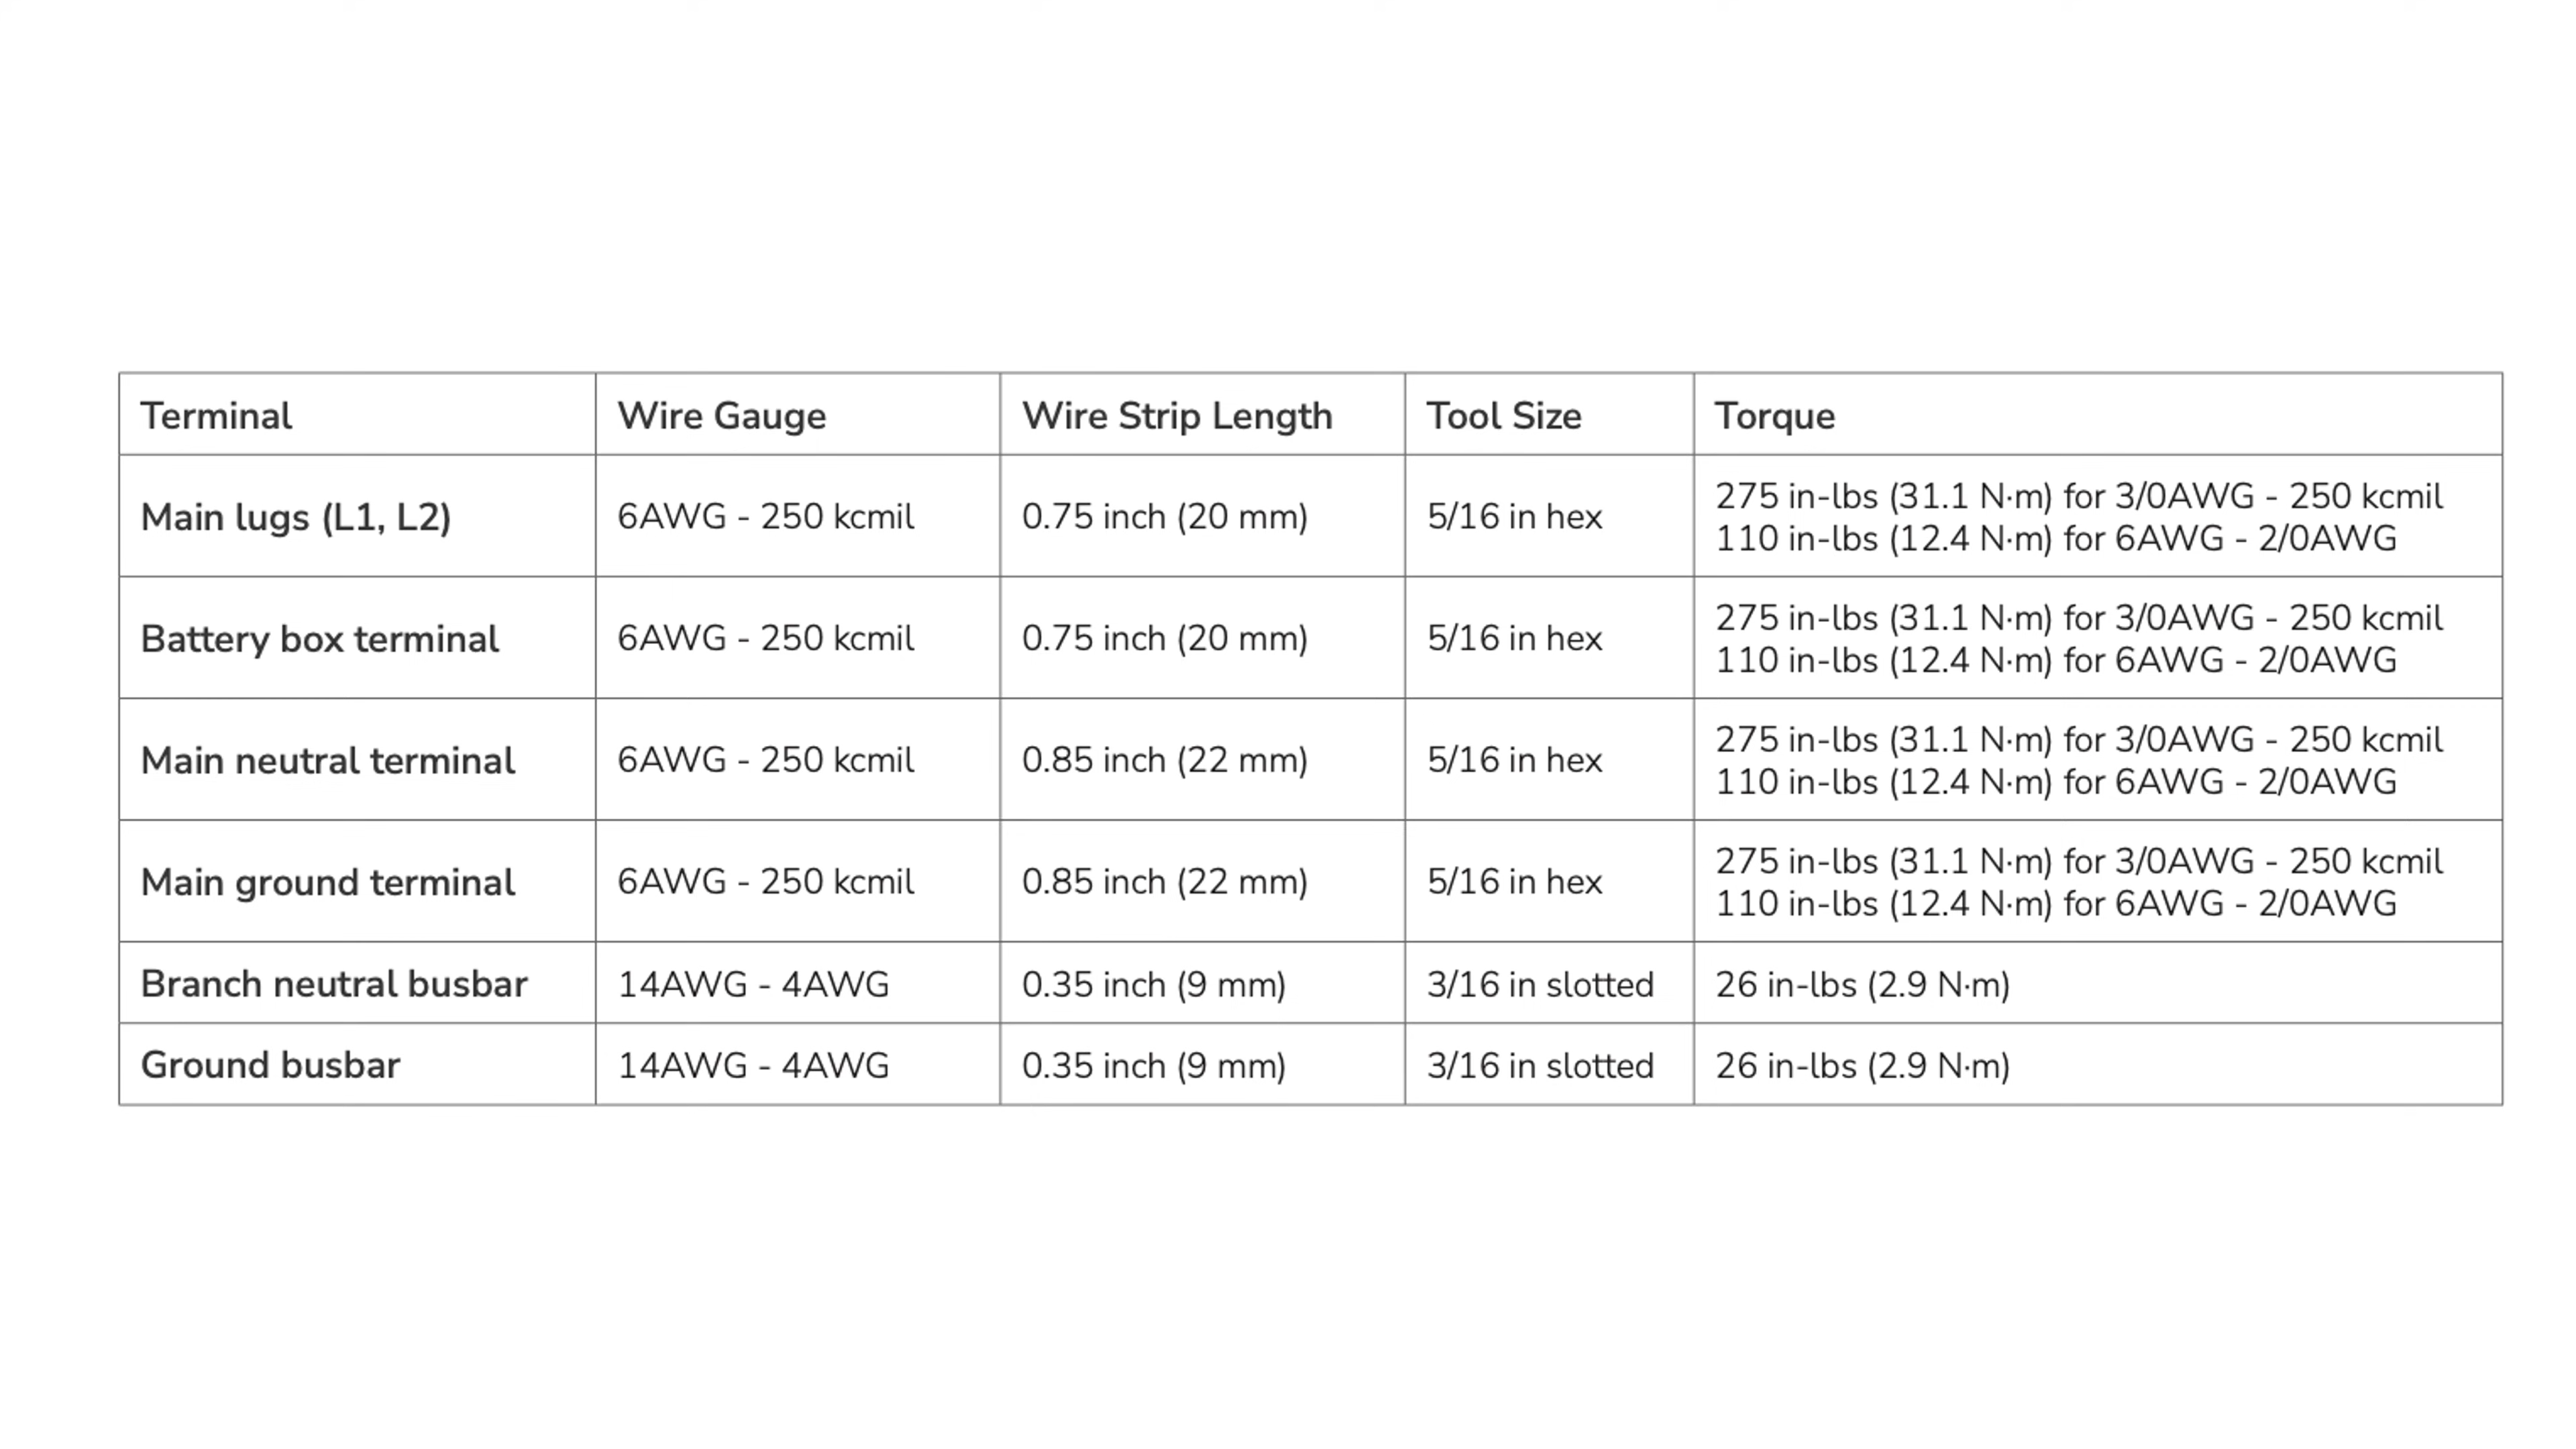 Terminal Wire Gauge Wire Strip Length Tool Size Torque
Main lugs (L1, L2) 6AWG - 250 kcmil 0.75 inch (20 mm) 5/16 in hex 275 in-lbs (31.1 N·m) for 3/0AWG - 250 kcmil
110 in-lbs (12.4 N·m) for 6AWG - 2/0AWG
Battery box terminal 6AWG - 250 kcmil 0.75 inch (20 mm) 5/16 in hex 275 in-lbs (31.1 N·m) for 3/0AWG - 250 kcmil
110 in-lbs (12.4 N·m) for 6AWG - 2/0AWG
Main neutral terminal 6AWG - 250 kcmil 0.85 inch (22 mm) 5/16 in hex 275 in-lbs (31.1 N·m) for 3/0AWG - 250 kcmil
110 in-lbs (12.4 N·m) for 6AWG - 2/0AWG
Main ground terminal 6AWG - 250 kcmil 0.85 inch (22 mm) 5/16 in hex 275 in-lbs (31.1 N·m) for 3/0AWG - 250 kcmil
110 in-lbs (12.4 N·m) for 6AWG - 2/0AWG
Branch neutral busbar 14AWG - 4AWG 0.35 inch (9 mm) 3/16 in slotted 26 in-lbs (2.9 N·m)
Ground busbar 14AWG - 4AWG 0.35 inch (9 mm) 3/16 in slotted 26 in-lbs (2.9 N·m)